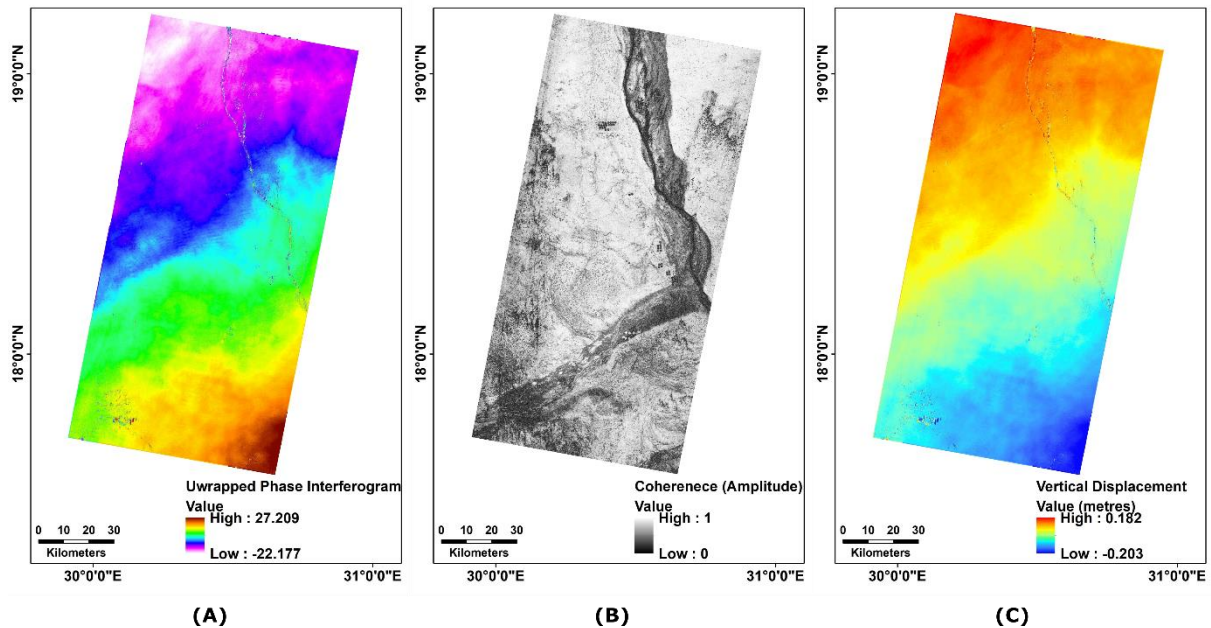 19°0'0"N
18°0'0"N
Uwrapped Phase Interferogram
Value
High : 27.209
Low : -22.177
0 10 20 30
Kilometers
30°0'0"E
31°0'0"E
(A)
19°0'0"N
18°0'0"N
Coherenece (Amplitude)
Value
High : 1
Low : 0
0 10 20 30
Kilometers
30°0'0"E
31°0'0"E
(B)
19°0'0"N
18°0'0"N
Vertical Displacement
Value (metres)
High : 0.182
Low : -0.203
0 10 20 30
Kilometers
30°0'0"E
31°0'0"E
(C)